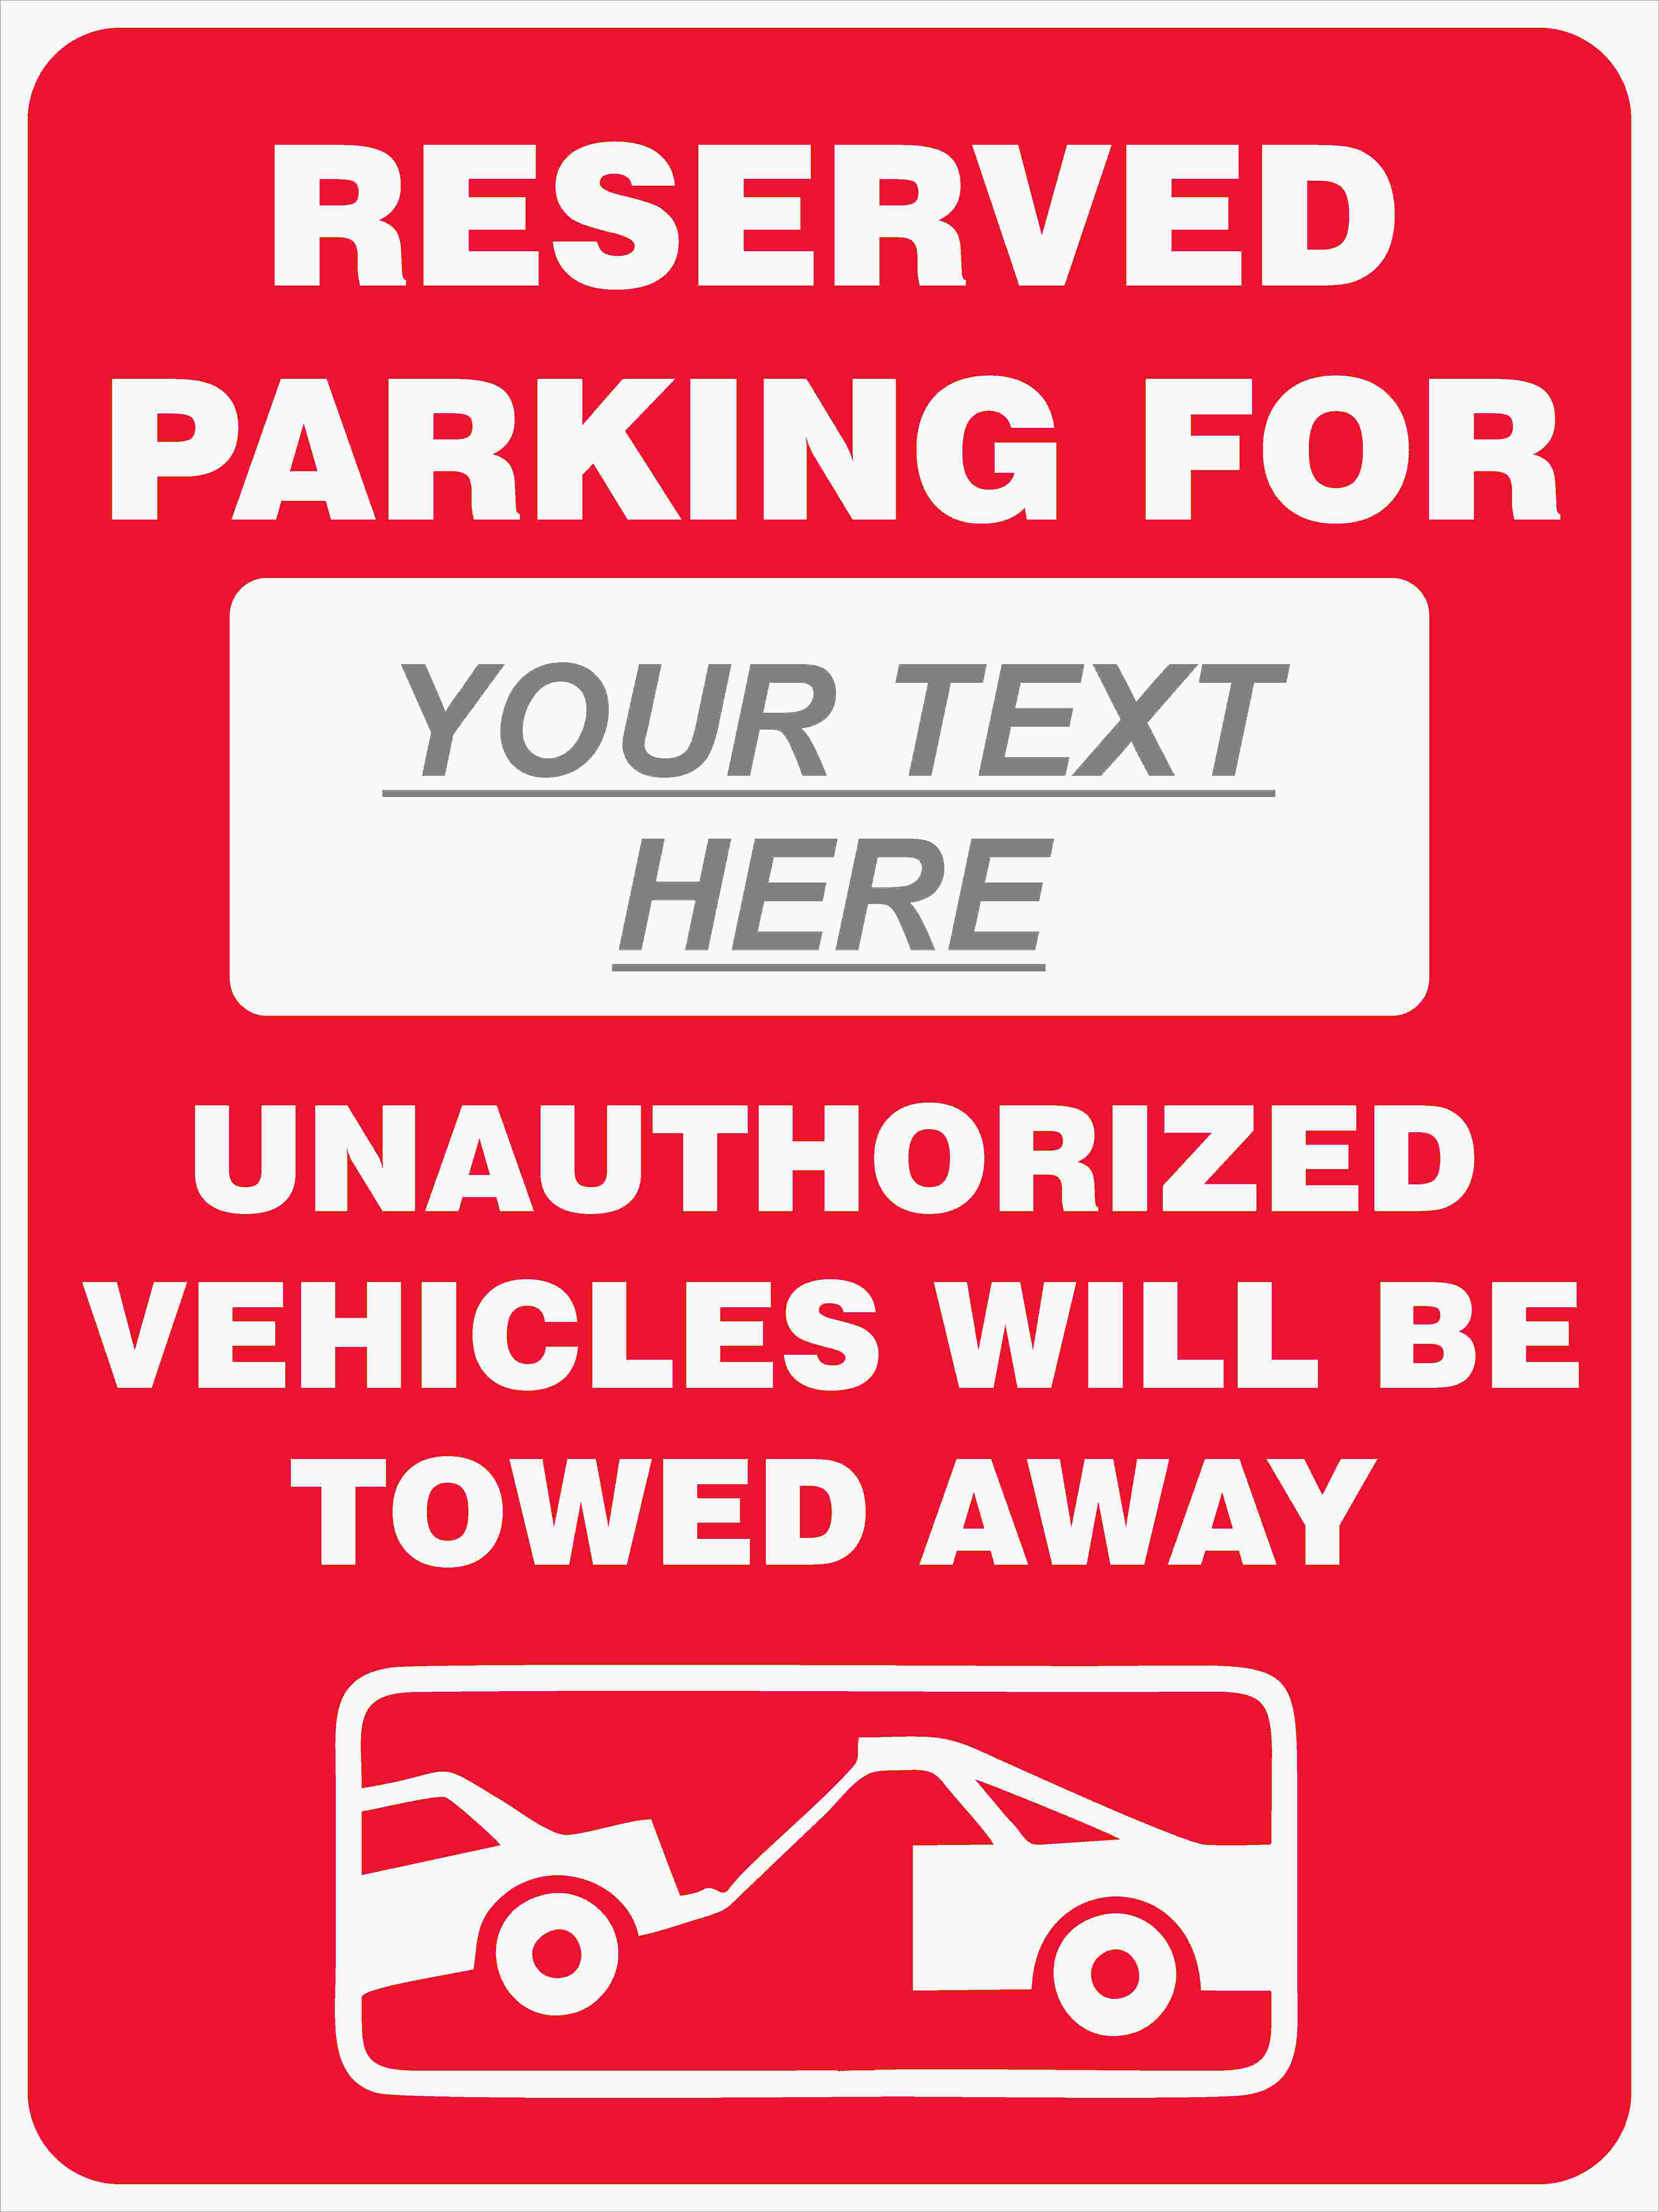 RESERVED
PARKING FOR
YOUR TEXT
HERE
UNAUTHORIZED
VEHICLES WILL BE
TOWED AWAY